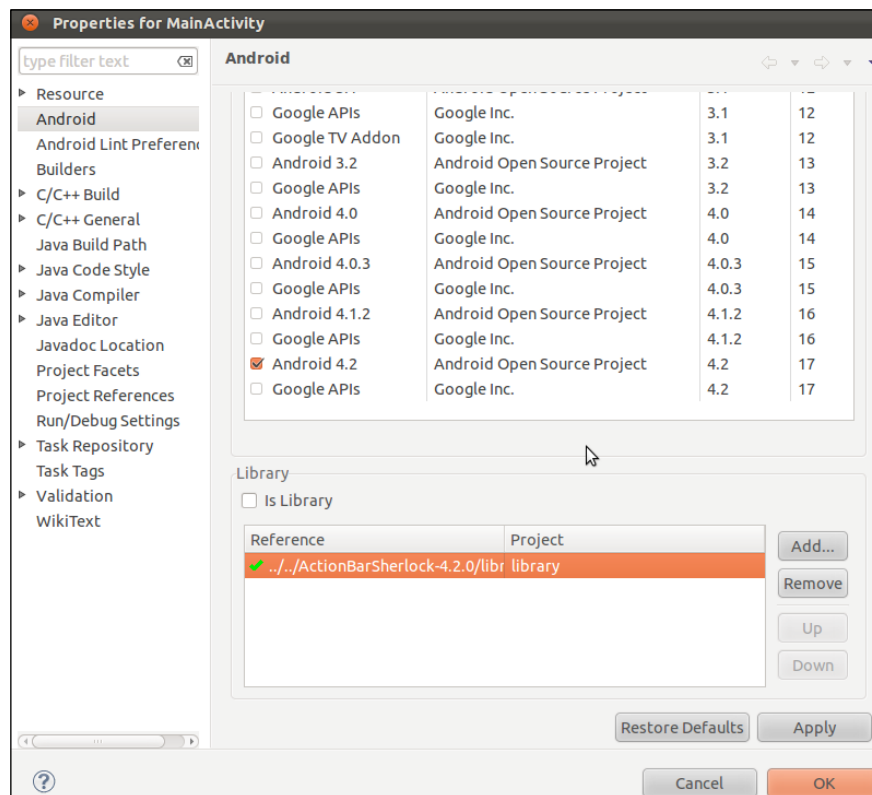 Properties for MainActivity
type filter text
Android
Resource
Android
Android Lint Preferen
Builders
C/C++ Build
C/C++ General
Java Build Path
Java Code Style
Java Compiler
Java Editor
Javadoc Location
Project Facets
Project References
Run/Debug Settings
Task Repository
Task Tags
Validation
WikiText
Google APIs Google Inc. 3.1 12
Google TV Addon Google Inc. 3.1 12
Android 3.2 Android Open Source Project 3.2 13
Google APIs Google Inc. 3.2 13
Android 4.0 Android Open Source Project 4.0 14
Google APIs Google Inc. 4.0 14
Android 4.0.3 Android Open Source Project 4.0.3 15
Google APIs Google Inc. 4.0.3 15
Android 4.1.2 Android Open Source Project 4.1.2 16
Google APIs Google Inc. 4.1.2 16
Android 4.2 Android Open Source Project 4.2 17
Google APIs Google Inc. 4.2 17
Library
Is Library
Reference Project
../../ActionBarSherlock-4.2.0/libr library
Add...
Remove
Up
Down
Restore Defaults Apply
Cancel OK